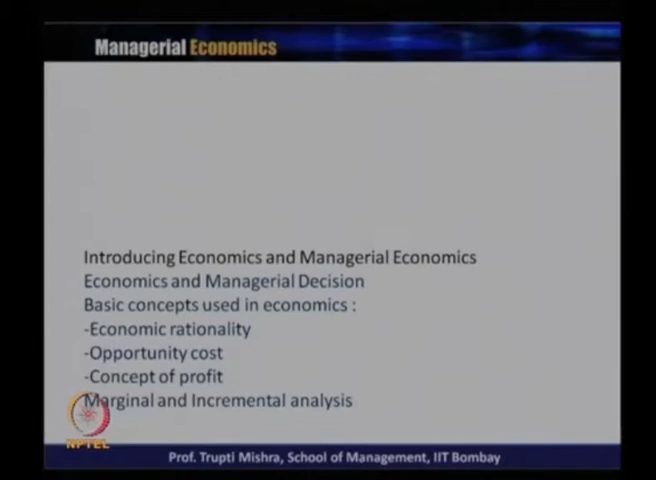 Managerial Economics
Introducing Economics and Managerial Economics
Economics and Managerial Decision
Basic concepts used in economics :
-Economic rationality
-Opportunity cost
-Concept of profit
Marginal and Incremental analysis
NPTEL
Prof. Trupti Mishra, School of Management, IIT Bombay